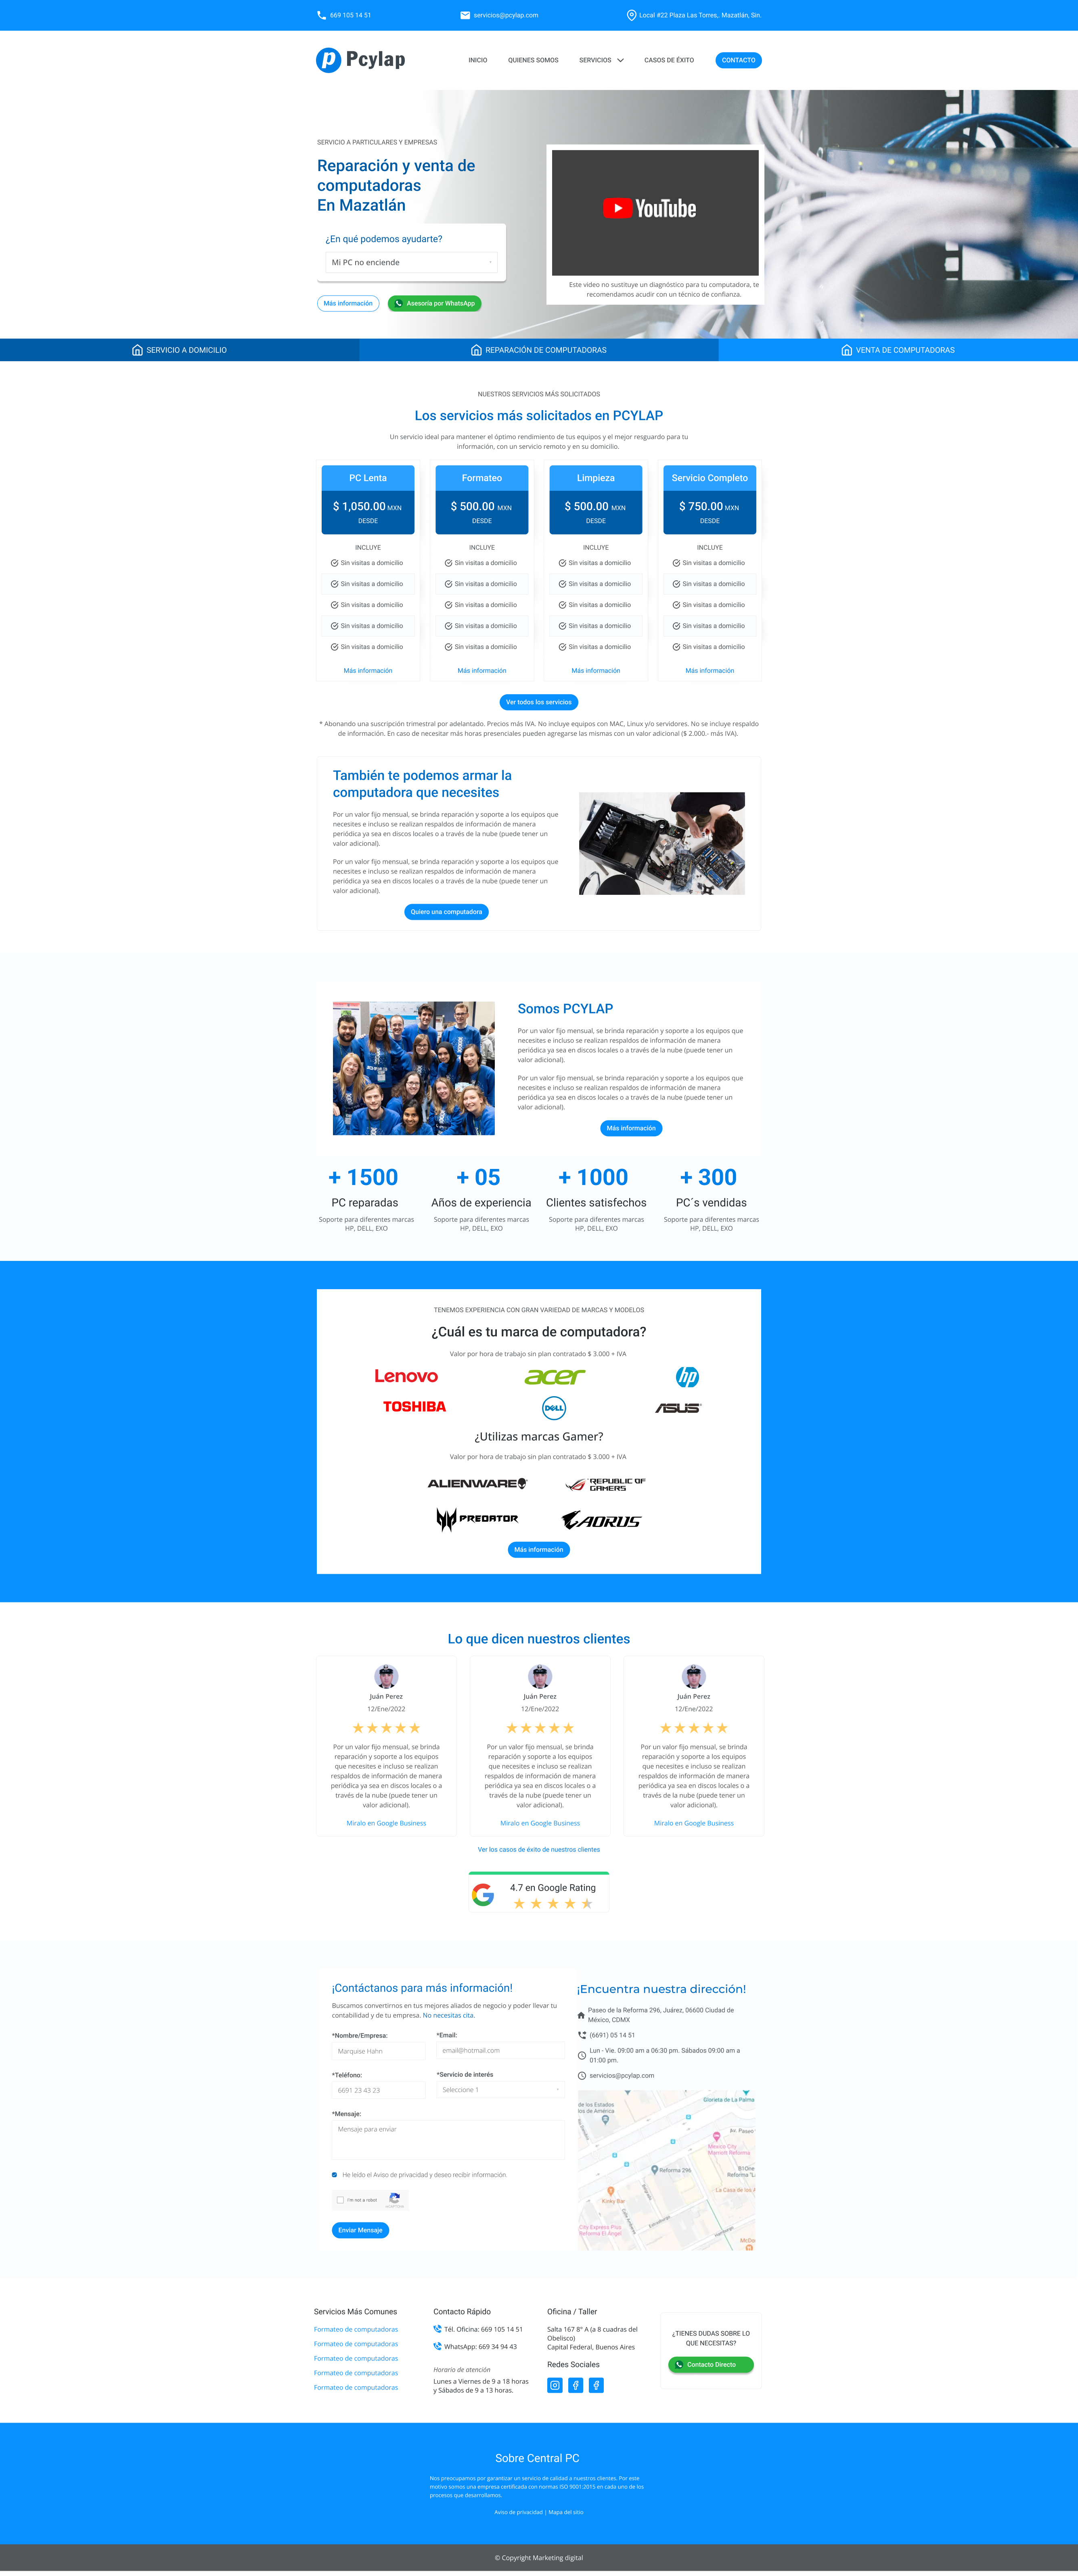 669 105 14 51
servicios@pcylap.com
Local #22 Plaza Las Torres,. Mazatlán, Sin.
Pcylap
INICIO
QUIENES SOMOS
SERVICIOS
CASOS DE ÉXITO
CONTACTO
SERVICIO A PARTICULARES Y EMPRESAS
Reparación y venta de
computadoras
En Mazatlán
¿En qué podemos ayudarte?
Mi PC no enciende
Más información
Asesoría por WhatsApp
YouTube
Este video no sustituye un diagnóstico para tu computadora, te
recomendamos acudir con un técnico de confianza.
SERVICIO A DOMICILIO
REPARACIÓN DE COMPUTADORAS
VENTA DE COMPUTADORAS
NUESTROS SERVICIOS MÁS SOLICITADOS
Los servicios más solicitados en PCYLAP
Un servicio ideal para mantener el óptimo rendimiento de tus equipos y el mejor resguardo para tu
información, con un servicio remoto y en su domicilio.
PC Lenta
$ 1,050.00 MXN
DESDE
INCLUYE
Sin visitas a domicilio
Sin visitas a domicilio
Sin visitas a domicilio
Sin visitas a domicilio
Sin visitas a domicilio
Más información
Formateo
$ 500.00 MXN
DESDE
INCLUYE
Sin visitas a domicilio
Sin visitas a domicilio
Sin visitas a domicilio
Sin visitas a domicilio
Sin visitas a domicilio
Más información
Limpieza
$ 500.00 MXN
DESDE
INCLUYE
Sin visitas a domicilio
Sin visitas a domicilio
Sin visitas a domicilio
Sin visitas a domicilio
Sin visitas a domicilio
Más información
Servicio Completo
$ 750.00 MXN
DESDE
INCLUYE
Sin visitas a domicilio
Sin visitas a domicilio
Sin visitas a domicilio
Sin visitas a domicilio
Sin visitas a domicilio
Más información
Ver todos los servicios
* Abonando una suscripción trimestral por adelantado. Precios más IVA. No incluye equipos con MAC, Linux y/o servidores. No se incluye respaldo
de información. En caso de necesitar más horas presenciales pueden agregarse las mismas con un valor adicional ($ 2.000.- más IVA).
También te podemos armar la
computadora que necesites
Por un valor fijo mensual, se brinda reparación y soporte a los equipos que
necesites e incluso se realizan respaldos de información de manera
periódica ya sea en discos locales o a través de la nube (puede tener un
valor adicional).
Por un valor fijo mensual, se brinda reparación y soporte a los equipos que
necesites e incluso se realizan respaldos de información de manera
periódica ya sea en discos locales o a través de la nube (puede tener un
valor adicional).
Quiero una computadora
Somos PCYLAP
Por un valor fijo mensual, se brinda reparación y soporte a los equipos que
necesites e incluso se realizan respaldos de información de manera
periódica ya sea en discos locales o a través de la nube (puede tener un
valor adicional).
Por un valor fijo mensual, se brinda reparación y soporte a los equipos que
necesites e incluso se realizan respaldos de información de manera
periódica ya sea en discos locales o a través de la nube (puede tener un
valor adicional).
Más información
+ 1500
PC reparadas
Soporte para diferentes marcas
HP, DELL, EXO
+ 05
Años de experiencia
Soporte para diferentes marcas
HP, DELL, EXO
+ 1000
Clientes satisfechos
Soporte para diferentes marcas
HP, DELL, EXO
+ 300
PC´s vendidas
Soporte para diferentes marcas
HP, DELL, EXO
TENEMOS EXPERIENCIA CON GRAN VARIEDAD DE MARCAS Y MODELOS
¿Cuál es tu marca de computadora?
Valor por hora de trabajo sin plan contratado $ 3.000 + IVA
Lenovo
acer
hp
TOSHIBA
DELL
ASUS
¿Utilizas marcas Gamer?
Valor por hora de trabajo sin plan contratado $ 3.000 + IVA
ALIENWARE
REPUBLIC OF
GAMERS
PREDATOR
AORUS
Más información
Lo que dicen nuestros clientes
Juán Perez
12/Ene/2022
Por un valor fijo mensual, se brinda
reparación y soporte a los equipos
que necesites e incluso se realizan
respaldos de información de manera
periódica ya sea en discos locales o a
través de la nube (puede tener un
valor adicional).
Miralo en Google Business
Juán Perez
12/Ene/2022
Por un valor fijo mensual, se brinda
reparación y soporte a los equipos
que necesites e incluso se realizan
respaldos de información de manera
periódica ya sea en discos locales o a
través de la nube (puede tener un
valor adicional).
Miralo en Google Business
Juán Perez
12/Ene/2022
Por un valor fijo mensual, se brinda
reparación y soporte a los equipos
que necesites e incluso se realizan
respaldos de información de manera
periódica ya sea en discos locales o a
través de la nube (puede tener un
valor adicional).
Miralo en Google Business
Ver los casos de éxito de nuestros clientes
4.7 en Google Rating
¡Contáctanos para más información!
Buscamos convertirnos en tus mejores aliados de negocio y poder llevar tu
contabilidad y de tu empresa. No necesitas cita.
*Nombre/Empresa:
Marquise Hahn
*Email:
email@hotmail.com
*Teléfono:
6691 23 43 23
*Servicio de interés
Seleccione 1
*Mensaje:
Mensaje para enviar
He leído el Aviso de privacidad y deseo recibir información.
I'm not a robot
Enviar Mensaje
¡Encuentra nuestra dirección!
Paseo de la Reforma 296, Juárez, 06600 Ciudad de
México, CDMX
(6691) 05 14 51
Lun - Vie. 09:00 am a 06:30 pm. Sábados 09:00 am a
01:00 pm.
servicios@pcylap.com
de los Estados
os de América
Glorieta de La Palma
Av. Paseo
Mexico City
Marriott Reforma
Reforma 296
B1One
Reforma "L
La Casa de los
Kinky Bar
City Express Plus
Reforma El Ángel
Hamburgo
Servicios Más Comunes
Formateo de computadoras
Formateo de computadoras
Formateo de computadoras
Formateo de computadoras
Formateo de computadoras
Contacto Rápido
Tél. Oficina: 669 105 14 51
WhatsApp: 669 34 94 43
Horario de atención
Lunes a Viernes de 9 a 18 horas
y Sábados de 9 a 13 horas.
Oficina / Taller
Salta 167 8° A (a 8 cuadras del
Obelisco)
Capital Federal, Buenos Aires
Redes Sociales
¿TIENES DUDAS SOBRE LO
QUE NECESITAS?
Contacto Directo
Sobre Central PC
Nos preocupamos por garantizar un servicio de calidad a nuestros clientes. Por este
motivo somos una empresa certificada con normas ISO 9001:2015 en cada uno de los
procesos que desarrollamos.
Aviso de privacidad | Mapa del sitio
© Copyright Marketing digital